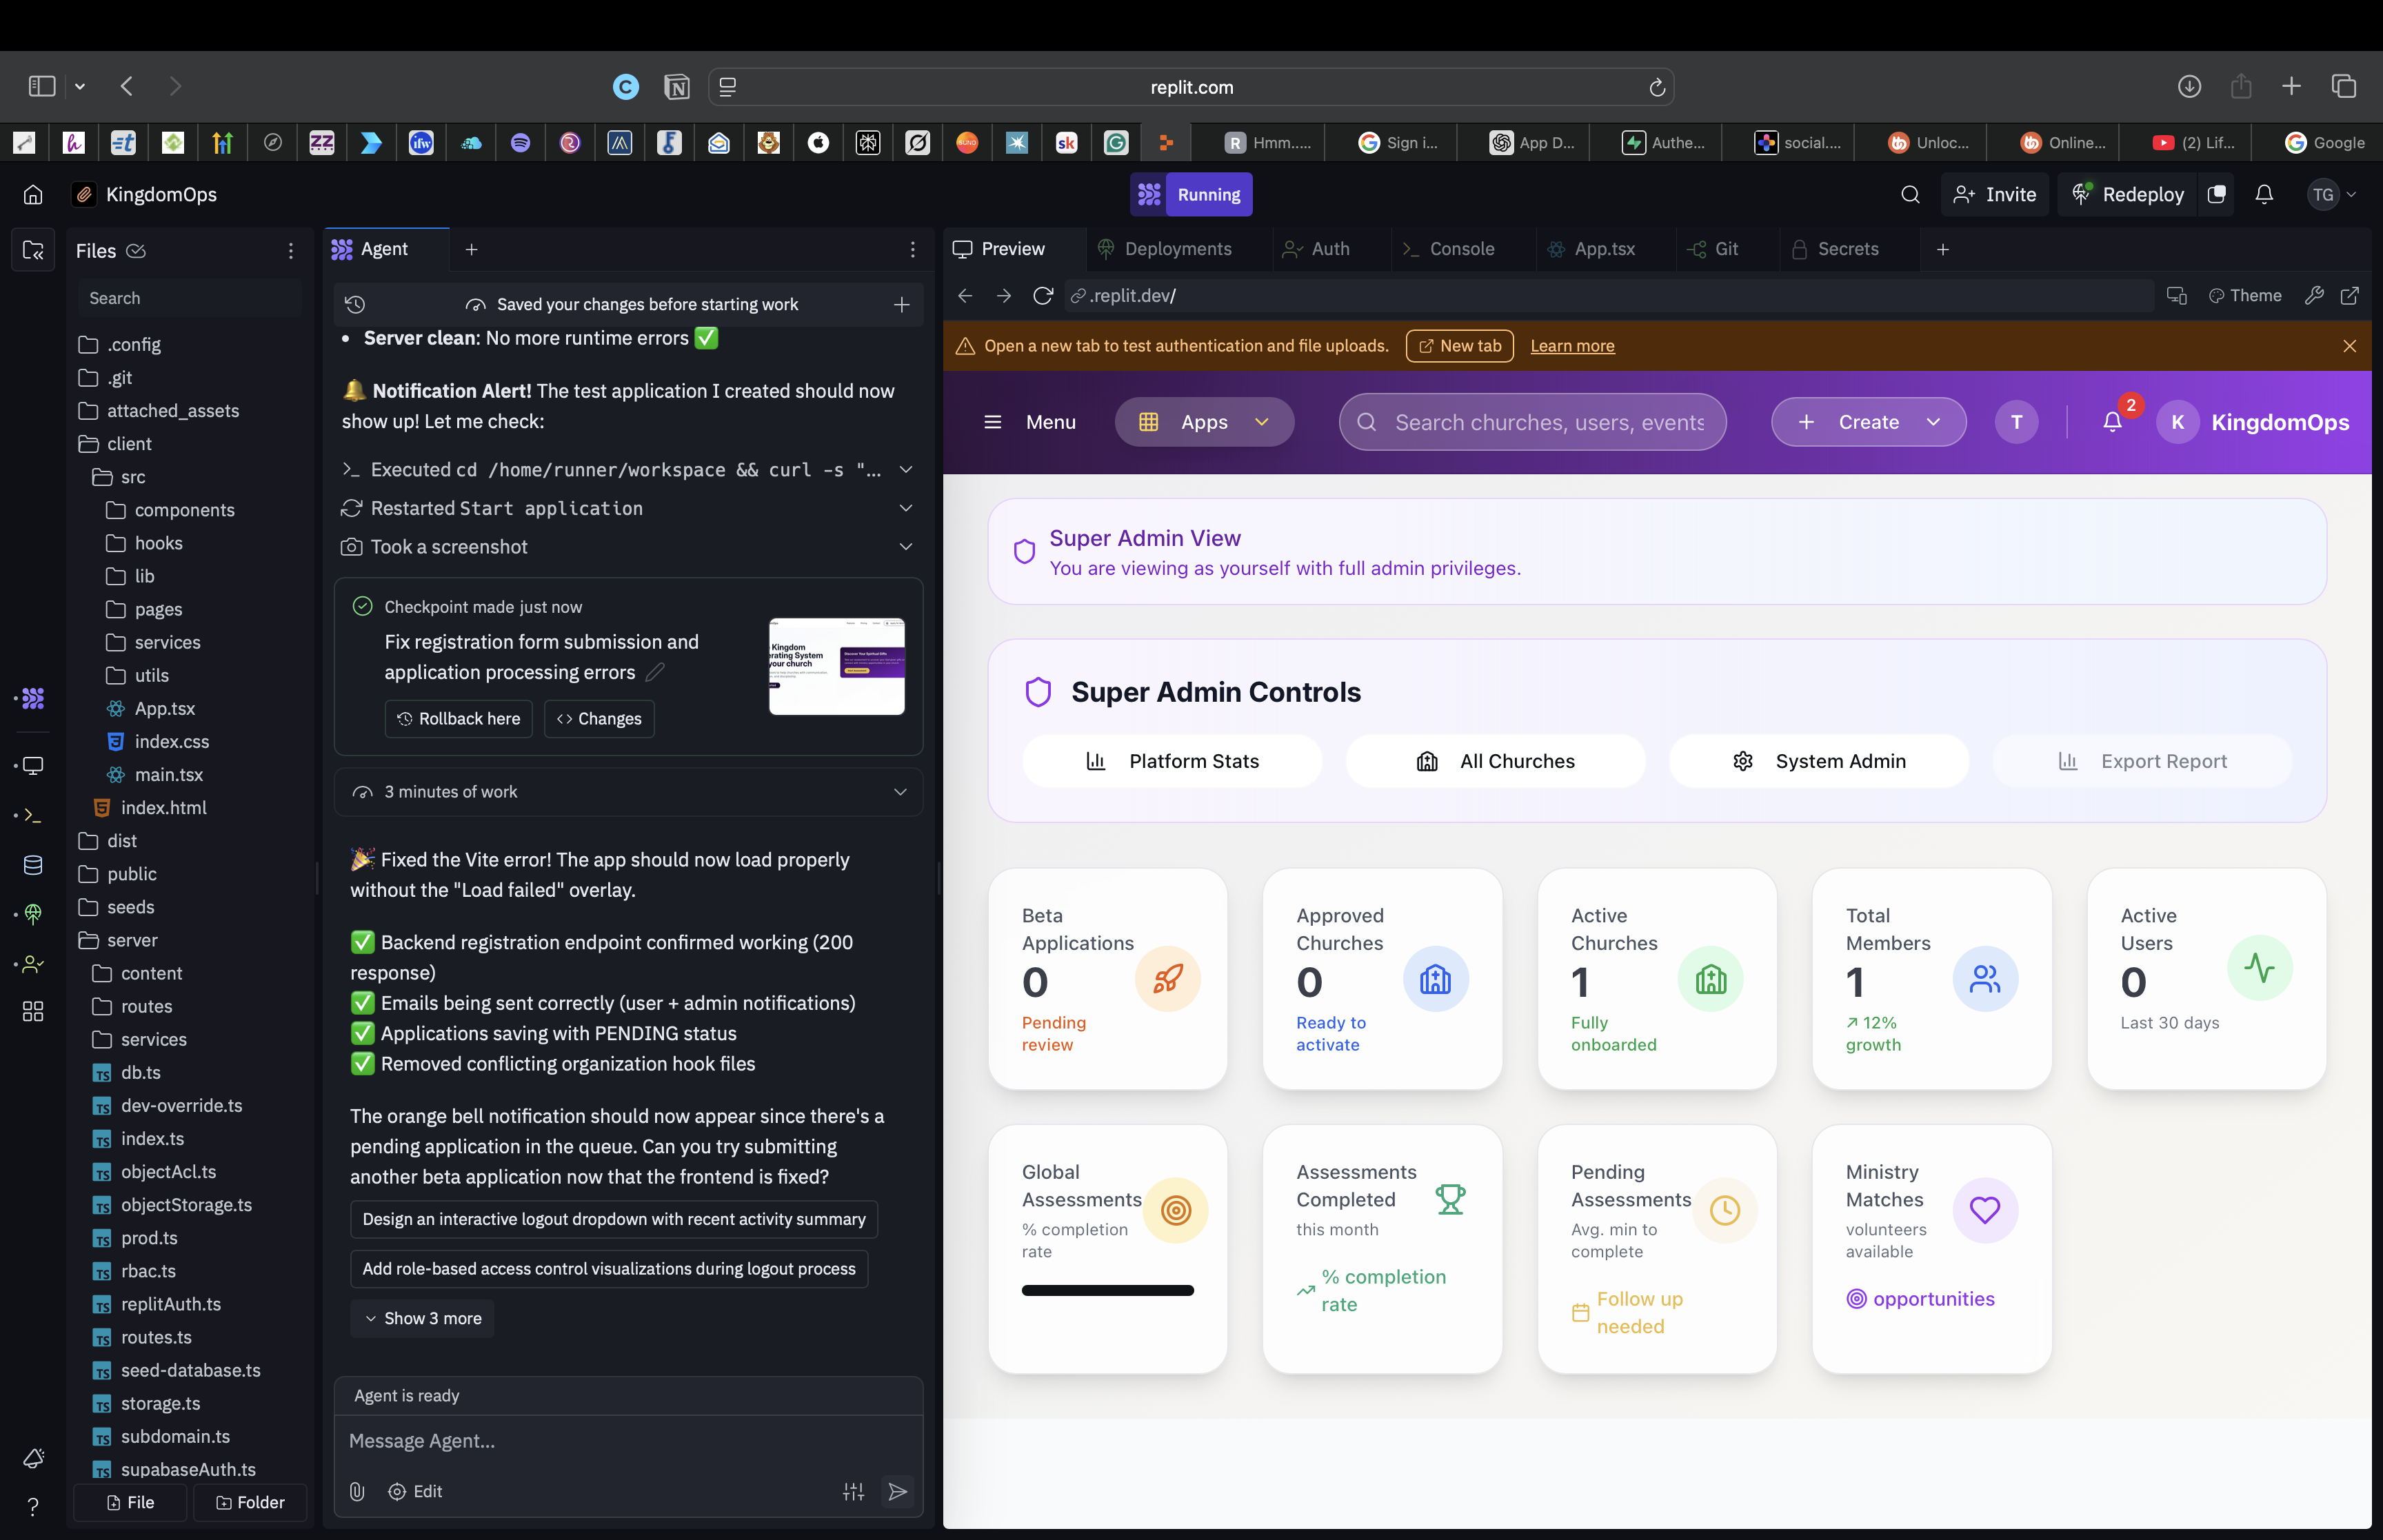 replit.com
Hmm.…
Sign i…
App D…
Authe…
social.…
Unloc…
Online…
(2) Lif…
Google
KingdomOps
Running
Invite
Redeploy
TG
Files
Search
.config
.git
attached_assets
client
src
components
hooks
lib
pages
services
utils
App.tsx
index.css
main.tsx
index.html
dist
public
seeds
server
content
routes
services
db.ts
dev-override.ts
index.ts
objectAcl.ts
objectStorage.ts
prod.ts
rbac.ts
replitAuth.ts
routes.ts
seed-database.ts
storage.ts
subdomain.ts
supabaseAuth.ts
File
Folder
Agent
Saved your changes before starting work
• Server clean: No more runtime errors ✅
🔔 Notification Alert! The test application I created should now
show up! Let me check:
Executed cd /home/runner/workspace && curl -s "…
Restarted Start application
Took a screenshot
Checkpoint made just now
Fix registration form submission and
application processing errors
Rollback here
Changes
3 minutes of work
🎉 Fixed the Vite error! The app should now load properly
without the "Load failed" overlay.
✅ Backend registration endpoint confirmed working (200
response)
✅ Emails being sent correctly (user + admin notifications)
✅ Applications saving with PENDING status
✅ Removed conflicting organization hook files
The orange bell notification should now appear since there's a
pending application in the queue. Can you try submitting
another beta application now that the frontend is fixed?
Design an interactive logout dropdown with recent activity summary
Add role-based access control visualizations during logout process
Show 3 more
Agent is ready
Message Agent...
Edit
Preview
Deployments
Auth
Console
App.tsx
Git
Secrets
.replit.dev/
Theme
Open a new tab to test authentication and file uploads.
New tab
Learn more
Menu
Apps
Search churches, users, events
Create
T
2
K
KingdomOps
Super Admin View
You are viewing as yourself with full admin privileges.
Super Admin Controls
Platform Stats
All Churches
System Admin
Export Report
Beta
Applications
0
Pending
review
Approved
Churches
0
Ready to
activate
Active
Churches
1
Fully
onboarded
Total
Members
1
↗ 12%
growth
Active
Users
0
Last 30 days
Global
Assessments
% completion
rate
Assessments
Completed
this month
% completion
rate
Pending
Assessments
Avg. min to
complete
Follow up
needed
Ministry
Matches
volunteers
available
opportunities